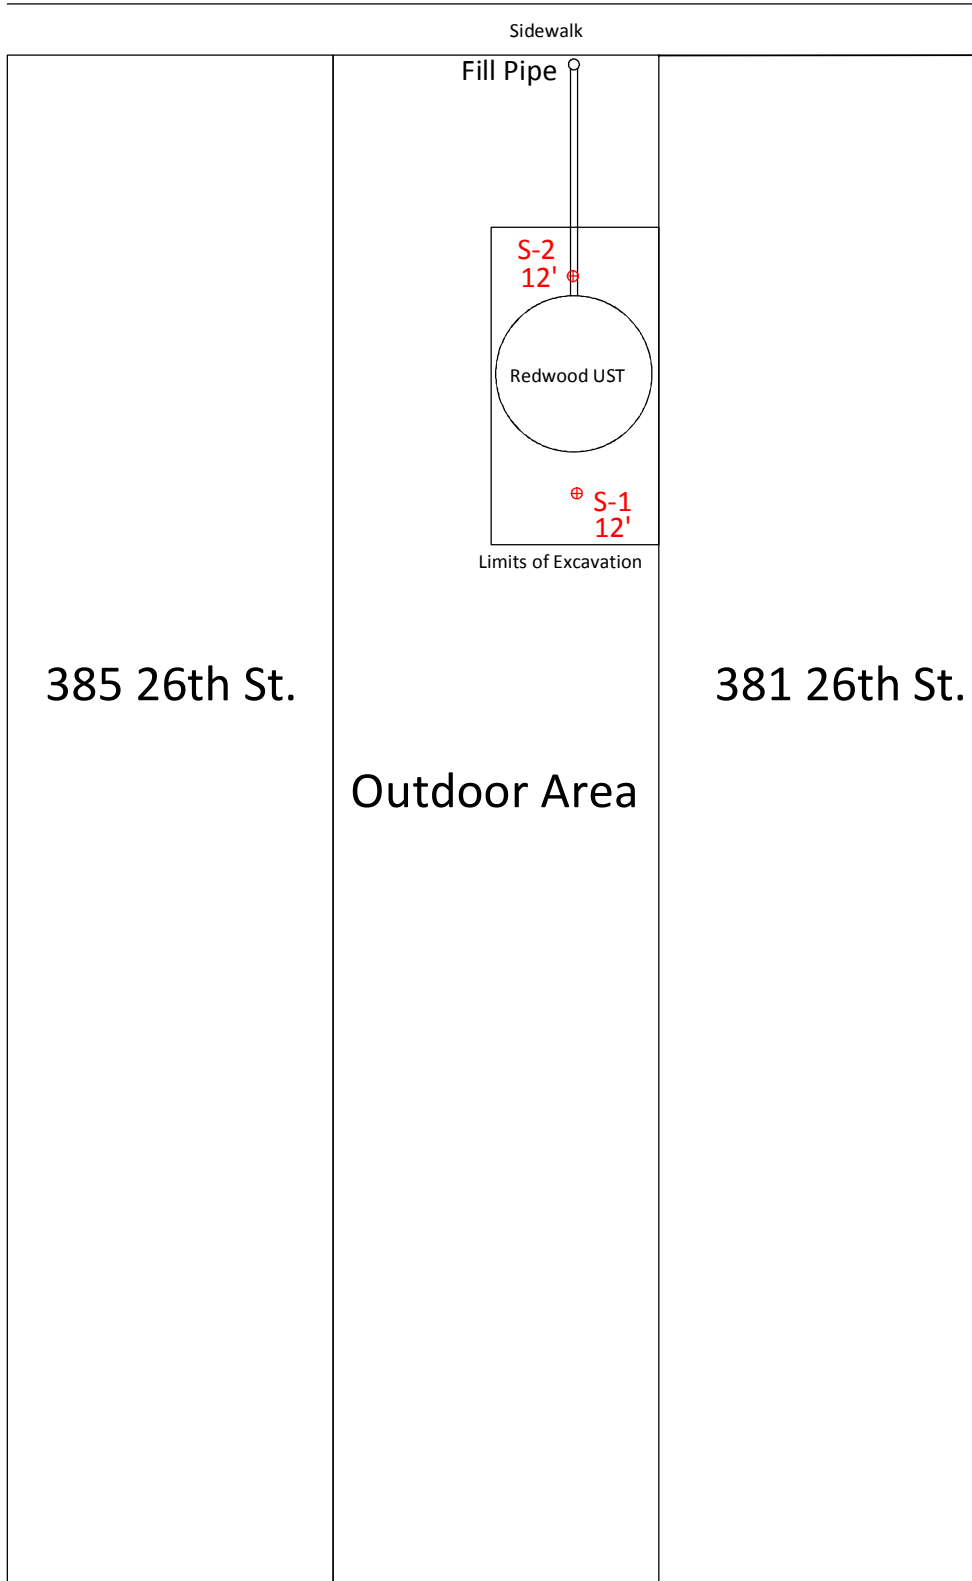 Sidewalk
Fill Pipe
S-2
12'
Redwood UST
S-1
12'
Limits of Excavation
385 26th St.
381 26th St.
Outdoor Area